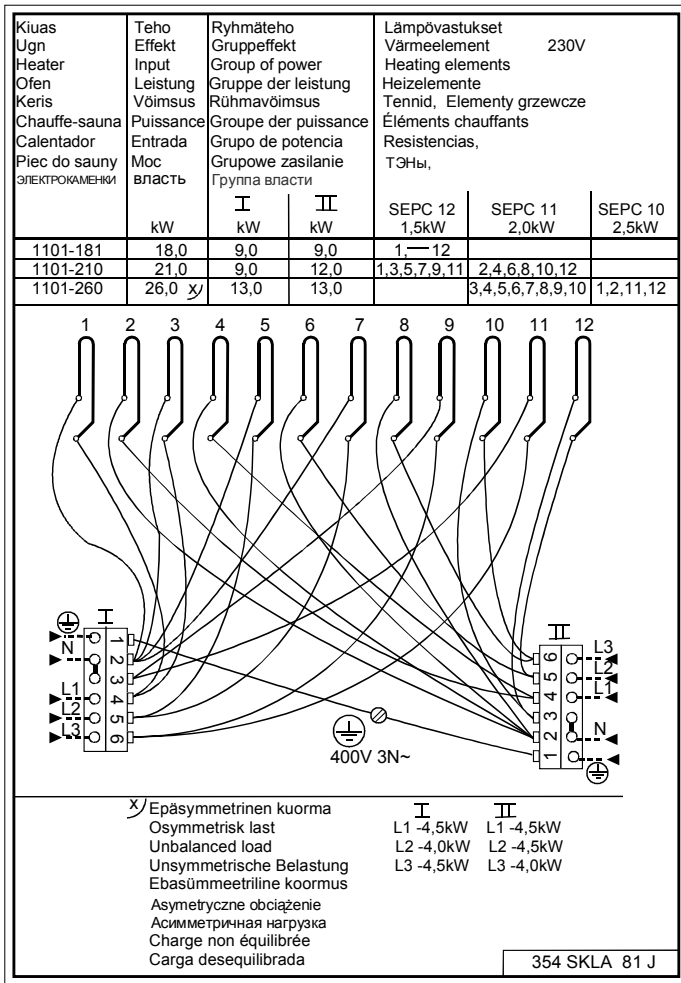 Kiuas Teho Ryhmäteho Lämpövastukset
Ugn Effekt Gruppeffekt Värmeelement 230V
Heater Input Group of power Heating elements
Ofen Leistung Gruppe der leistung Heizelemente
Keris Vöimsus Rühmavöimsus Tennid, Elementy grzewcze
Chauffe-sauna Puissance Groupe der puissance Éléments chauffants
Calentador Entrada Grupo de potencia Resistencias,
Piec do sauny Moc Grupowe zasilanie ТЭНы,
ЭЛЕКТРОКАМЕНКИ власть Группа власти
I II SEPC 12 SEPC 11 SEPC 10
kW kW kW 1,5kW 2,0kW 2,5kW
1101-181 18,0 9,0 9,0 1, — 12
1101-210 21,0 9,0 12,0 1,3,5,7,9,11 2,4,6,8,10,12
1101-260 26,0 x) 13,0 13,0 3,4,5,6,7,8,9,10 1,2,11,12
1 2 3 4 5 6 7 8 9 10 11 12
I
N
L1
L2
L3
1
2
3
4
5
6
400V 3N~
II
6
5
4
3
2
1
L3
L2
L1
N
x) Epäsymmetrinen kuorma I II
Osymmetrisk last L1 -4,5kW L1 -4,5kW
Unbalanced load L2 -4,0kW L2 -4,5kW
Unsymmetrische Belastung L3 -4,5kW L3 -4,0kW
Ebasümmeetriline koormus
Asymetryczne obciążenie
Асимметричная нагрузка
Charge non équilibrée
Carga desequilibrada
354 SKLA 81 J